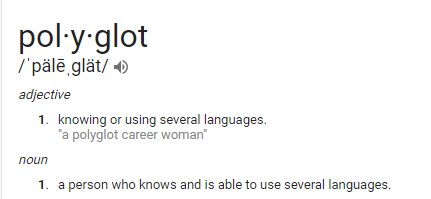 pol·y·glot
/ˈpälēˌglät/
adjective
1. knowing or using several languages.
"a polyglot career woman"
noun
1. a person who knows and is able to use several languages.